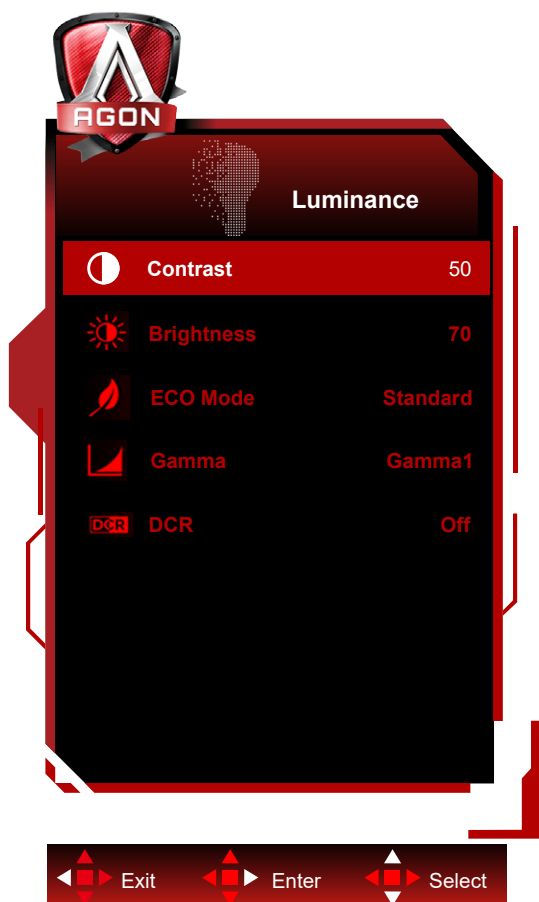 AGON
Luminance
Contrast 50
Brightness 70
ECO Mode Standard
Gamma Gamma1
DCR DCR Off
Exit Enter Select